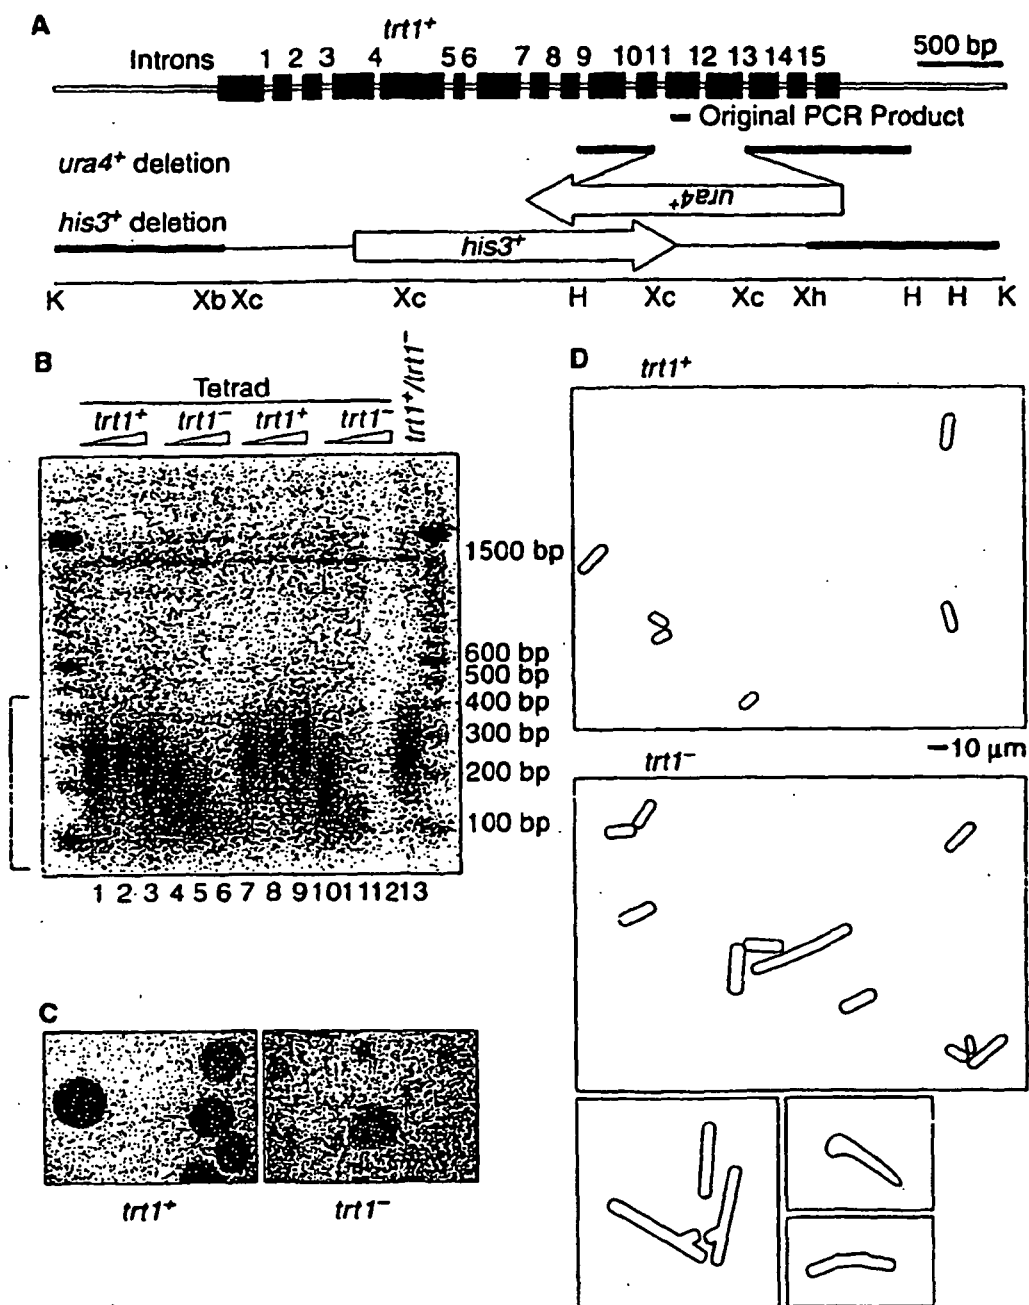 A
trt1+
Introns 1 2 3 4 5 6 7 8 9 10 11 12 13 14 15
500 bp
Original PCR Product
ura4+ deletion
ura4+
his3+ deletion
his3+
K Xb Xc Xc H Xc Xc Xh H H K
B
Tetrad
trt1+ trt1− trt1+ trt1− trt1+/trt1−
1500 bp
600 bp
500 bp
400 bp
300 bp
200 bp
100 bp
1 2 3 4 5 6 7 8 9 10 11 12 13
C
trt1+ trt1−
D
trt1+
10 µm
trt1−